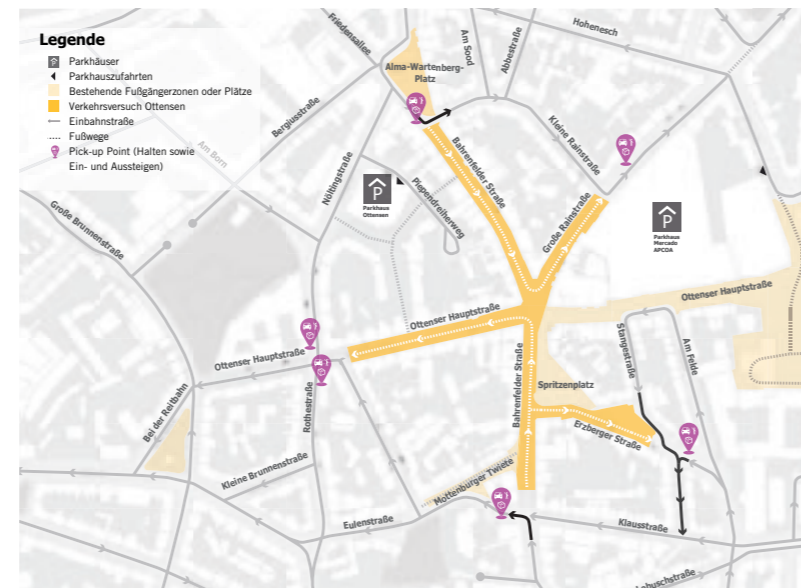 Legende
Parkhäuser
Parkhauszufahrten
Bestehende Fußgängerzonen oder Plätze
Verkehrsversuch Ottensen
Einbahnstraße
Fußwege
Pick-up Point (Halten sowie
Ein- und Aussteigen)
Friedensallee
Am Sood
Abbestraße
Hohenesch
Alma-Wartenberg-
Platz
Bergiusstraße
Am Born
Nöltingstraße
Parkhaus
Ottensen
Piependreiherweg
Bahrenfelder Straße
Kleine Rainstraße
Große Rainstraße
Parkhaus
Mercado
APCOA
Große Brunnenstraße
Ottenser Hauptstraße
Ottenser Hauptstraße
Ottenser Hauptstraße
Stangestraße
Am Felde
Bei der Reitbahn
Rothestraße
Bahrenfelder Straße
Spritzenplatz
Erzberger Straße
Kleine Brunnenstraße
Mottenburger Twiete
Eulenstraße
Klausstraße